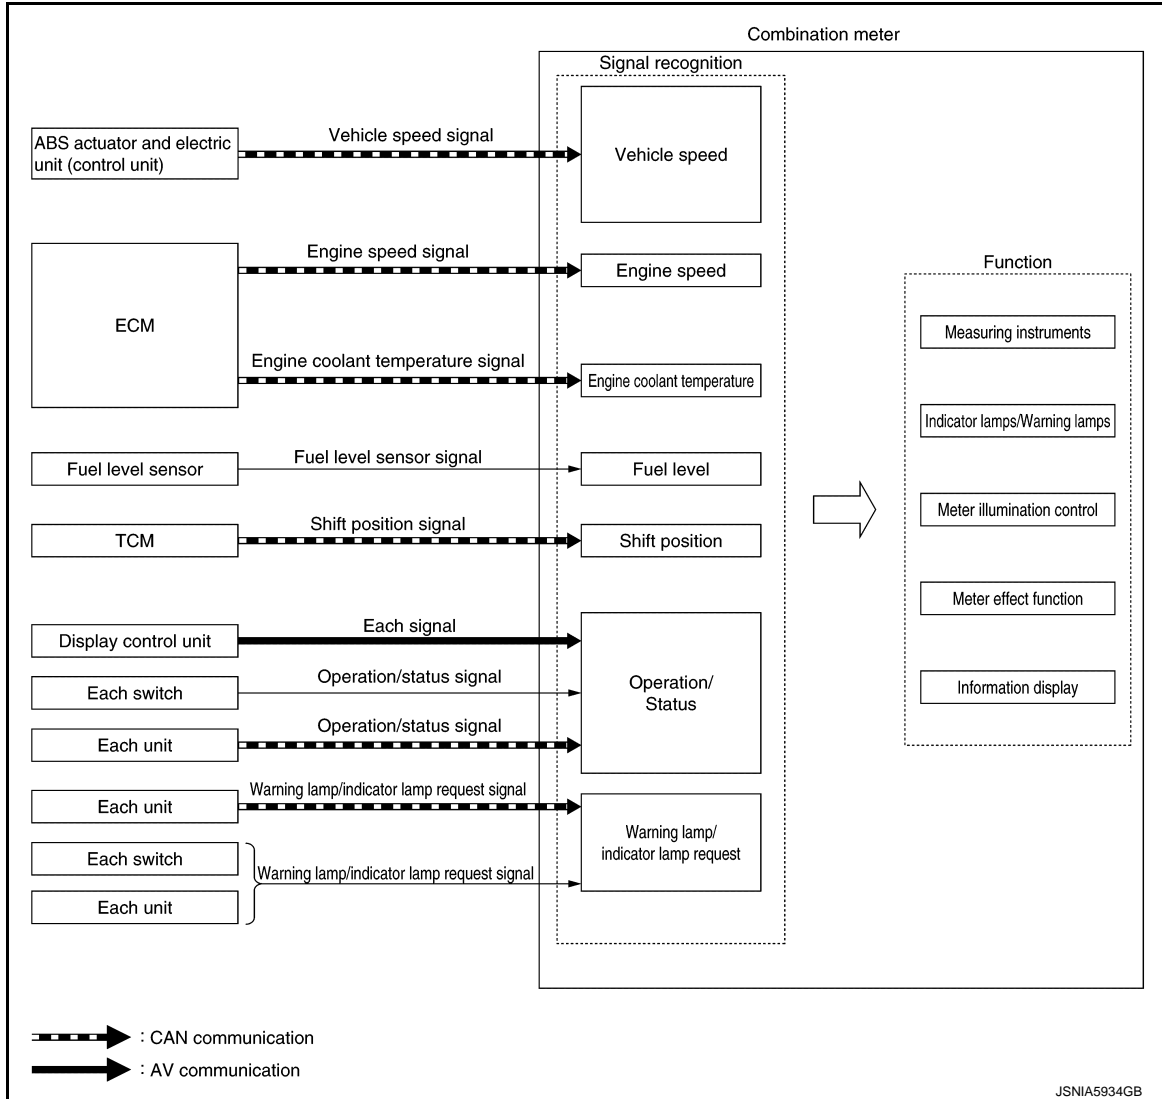 Combination meter
Signal recognition
ABS actuator and electric
unit (control unit)
Vehicle speed signal
Vehicle speed
ECM
Engine speed signal
Engine speed
Engine coolant temperature signal
Engine coolant temperature
Fuel level sensor
Fuel level sensor signal
Fuel level
TCM
Shift position signal
Shift position
Display control unit
Each signal
Each switch
Operation/status signal
Each unit
Operation/status signal
Operation/
Status
Each unit
Warning lamp/indicator lamp request signal
Each switch
Each unit
Warning lamp/indicator lamp request signal
Warning lamp/
indicator lamp request
Function
Measuring instruments
Indicator lamps/Warning lamps
Meter illumination control
Meter effect function
Information display
: CAN communication
: AV communication
JSNIA5934GB